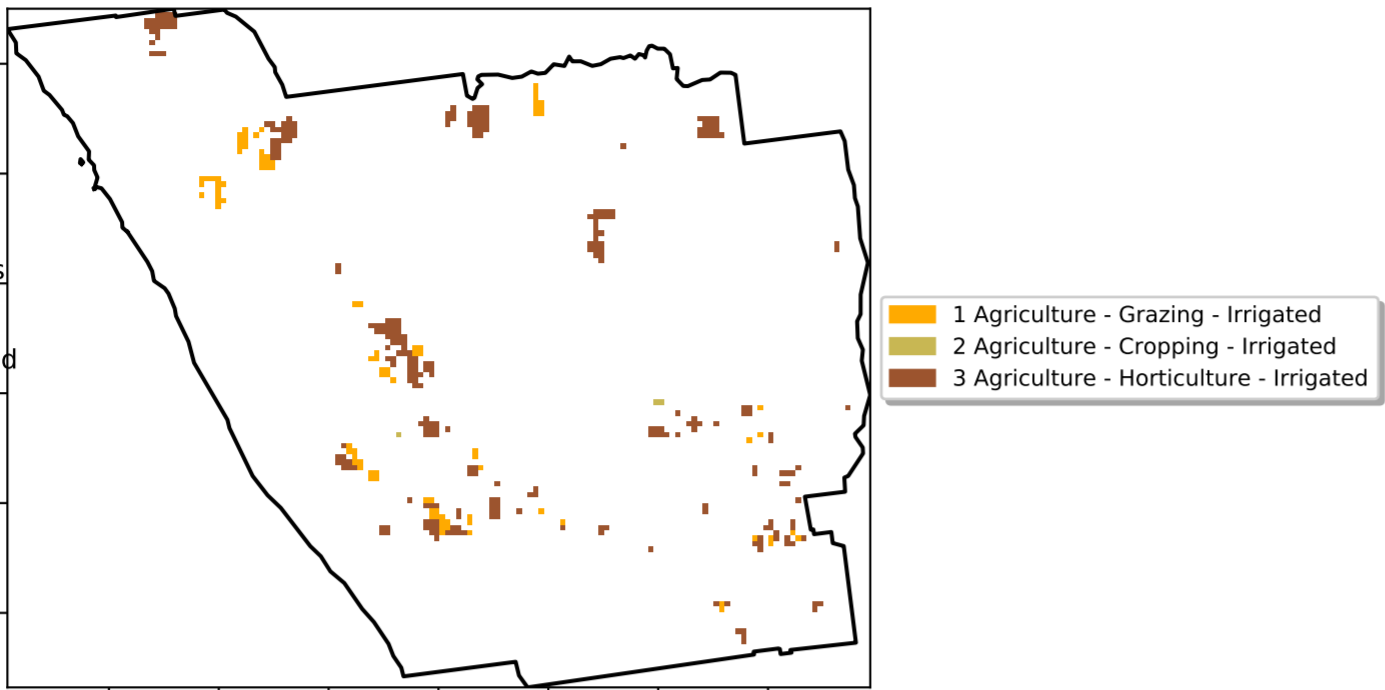 1 Agriculture - Grazing - Irrigated
2 Agriculture - Cropping - Irrigated
3 Agriculture - Horticulture - Irrigated
s
d